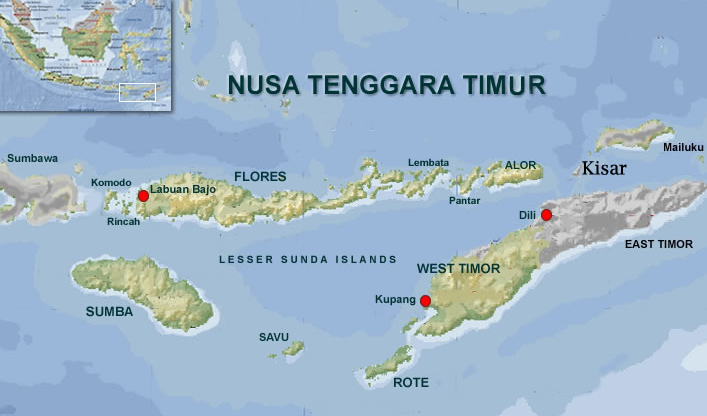 NUSA TENGGARA TIMUR
Mailuku
Kisar
Sumbawa
Komodo
Labuan Bajo
FLORES
Lembata
ALOR
Pantar
Rincah
Dili
EAST TIMOR
LESSER SUNDA ISLANDS
WEST TIMOR
Kupang
SUMBA
SAVU
ROTE